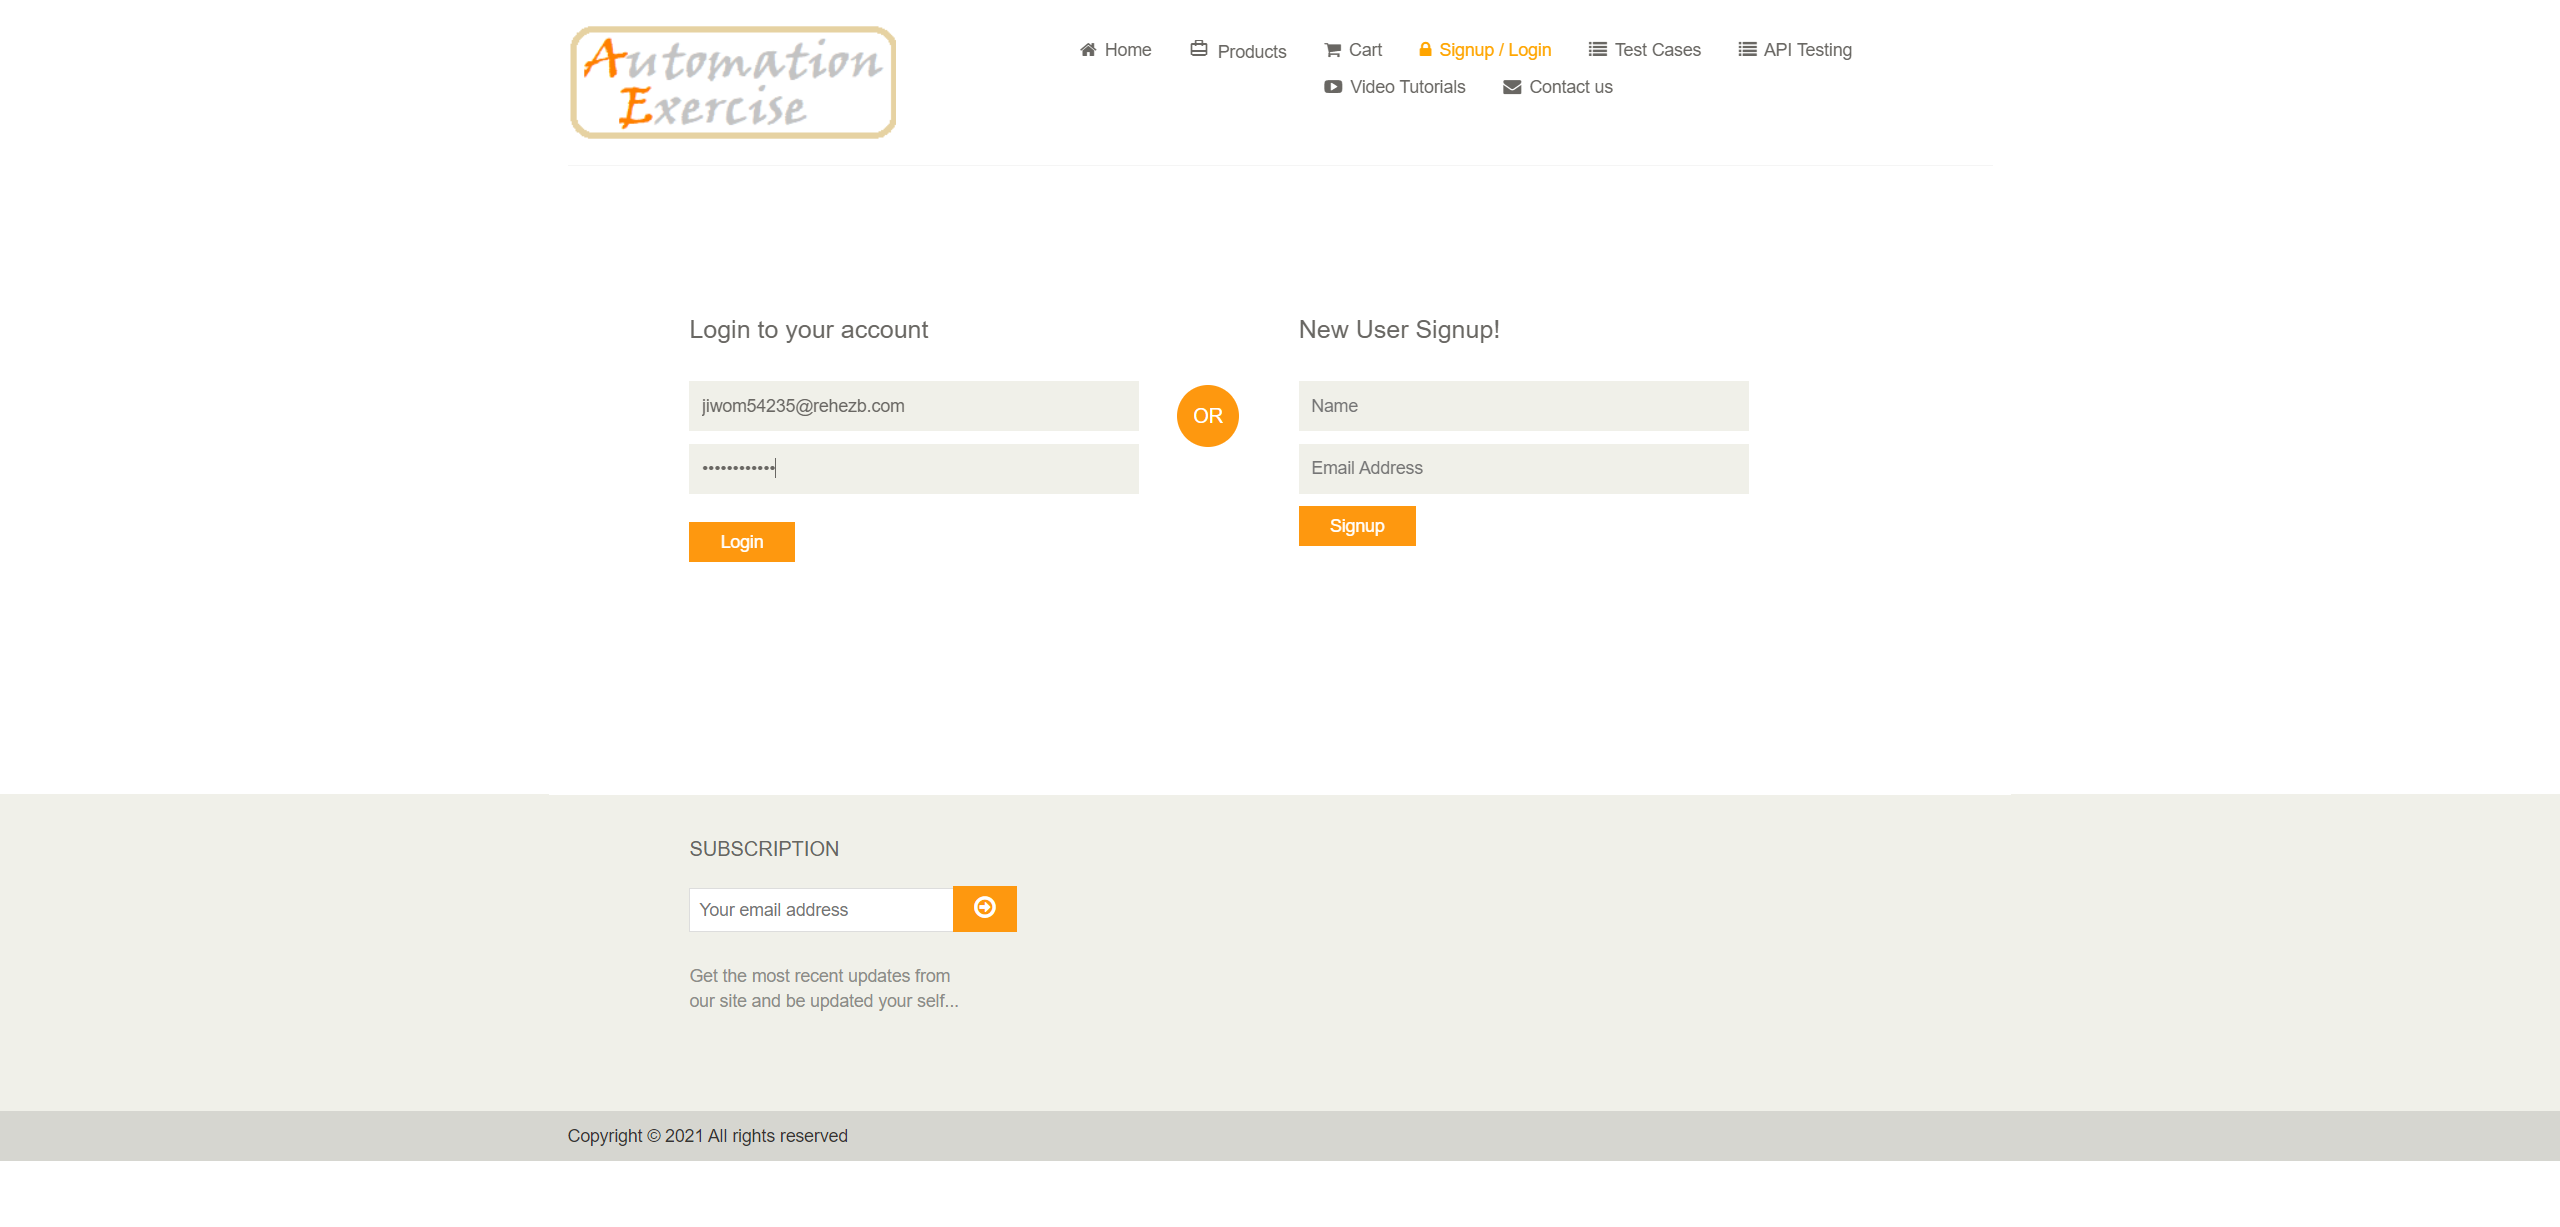 Automation
Exercise
Home Products Cart Signup / Login Test Cases API Testing
Video Tutorials Contact us
Login to your account
New User Signup!
jiwom54235@rehezb.com
OR
Name
••••••••••••
Email Address
Login
Signup
SUBSCRIPTION
Your email address
Get the most recent updates from
our site and be updated your self...
Copyright © 2021 All rights reserved